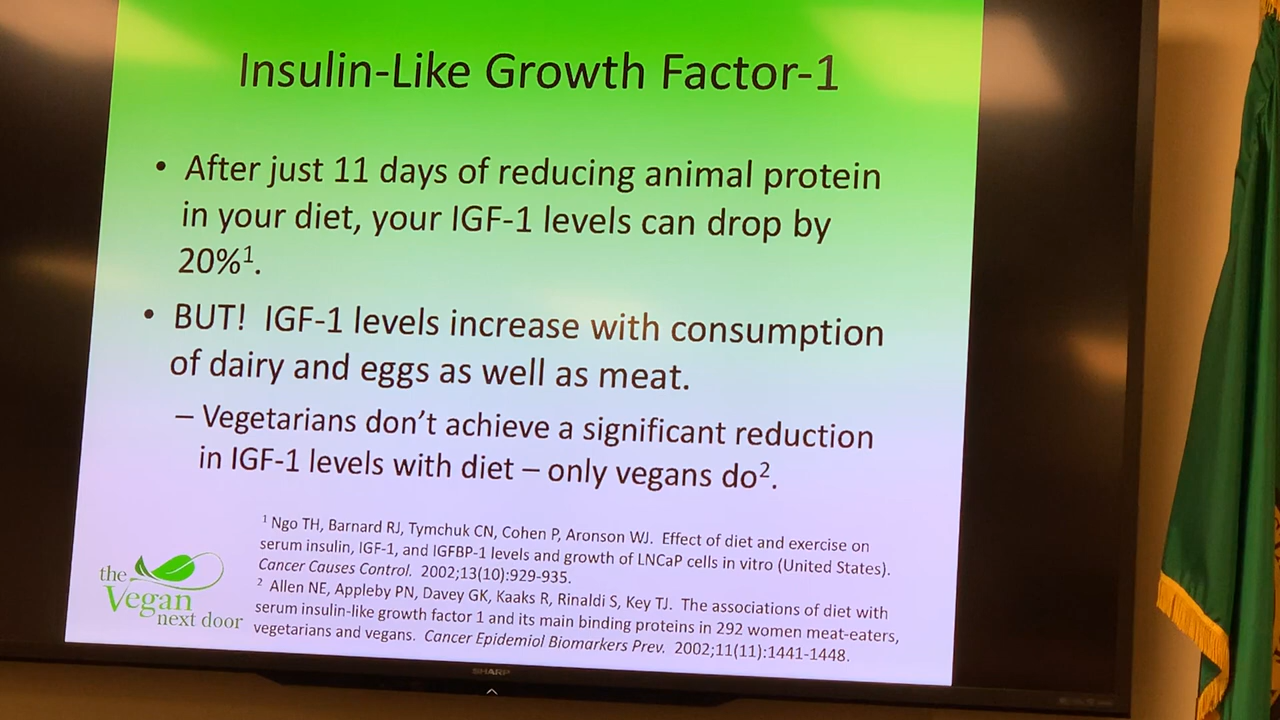 Insulin-Like Growth Factor-1
• After just 11 days of reducing animal protein
in your diet, your IGF-1 levels can drop by
20%¹.
• BUT! IGF-1 levels increase with consumption
of dairy and eggs as well as meat.
– Vegetarians don’t achieve a significant reduction
in IGF-1 levels with diet – only vegans do².
¹ Ngo TH, Barnard RJ, Tymchuk CN, Cohen P, Aronson WJ. Effect of diet and exercise on
serum insulin, IGF-1, and IGFBP-1 levels and growth of LNCaP cells in vitro (United States).
Cancer Causes Control. 2002;13(10):929-935.
² Allen NE, Appleby PN, Davey GK, Kaaks R, Rinaldi S, Key TJ. The associations of diet with
serum insulin-like growth factor 1 and its main binding proteins in 292 women meat-eaters,
vegetarians and vegans. Cancer Epidemiol Biomarkers Prev. 2002;11(11):1441-1448.
the
Vegan
next door
SHARP